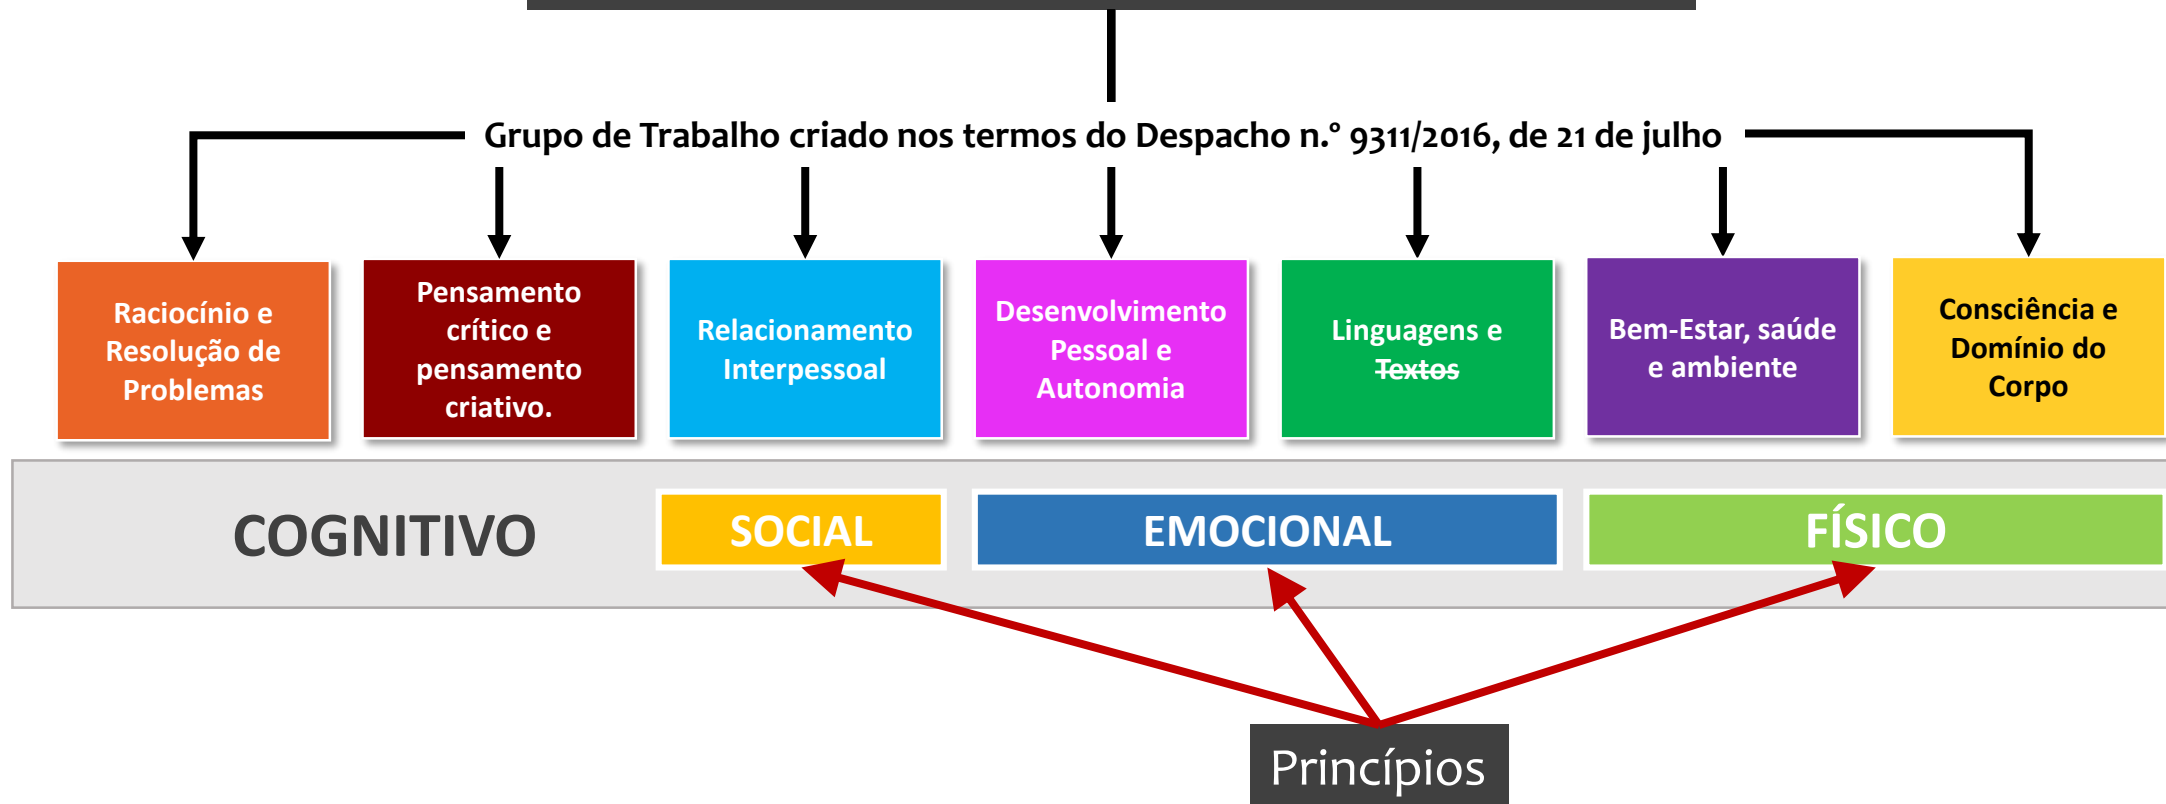 Grupo de Trabalho criado nos termos do Despacho n.º 9311/2016, de 21 de julho
Raciocínio e
Resolução de
Problemas
Pensamento
crítico e
pensamento
criativo.
Relacionamento
Interpessoal
Desenvolvimento
Pessoal e
Autonomia
Linguagens e
Textos
Bem-Estar, saúde
e ambiente
Consciência e
Domínio do
Corpo
COGNITIVO
SOCIAL
EMOCIONAL
FÍSICO
Princípios